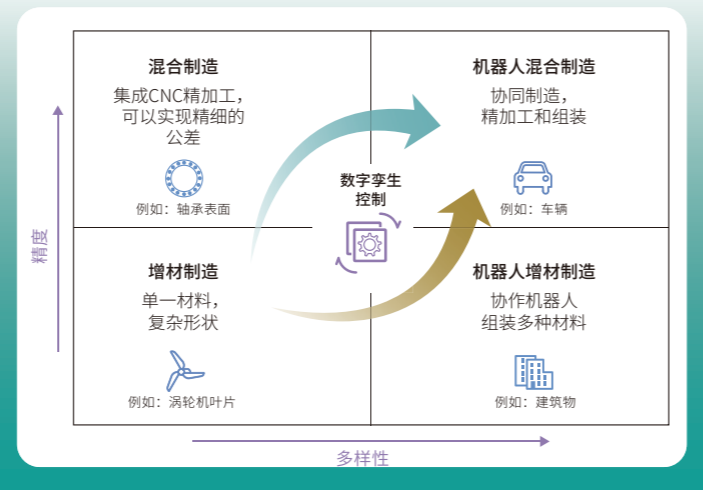 混合制造
集成CNC精加工，
可以实现精细的
公差
例如：轴承表面
机器人混合制造
协同制造，
精加工和组装
例如：车辆
数字孪生
控制
增材制造
单一材料，
复杂形状
例如：涡轮机叶片
机器人增材制造
协作机器人
组装多种材料
例如：建筑物
精度
多样性